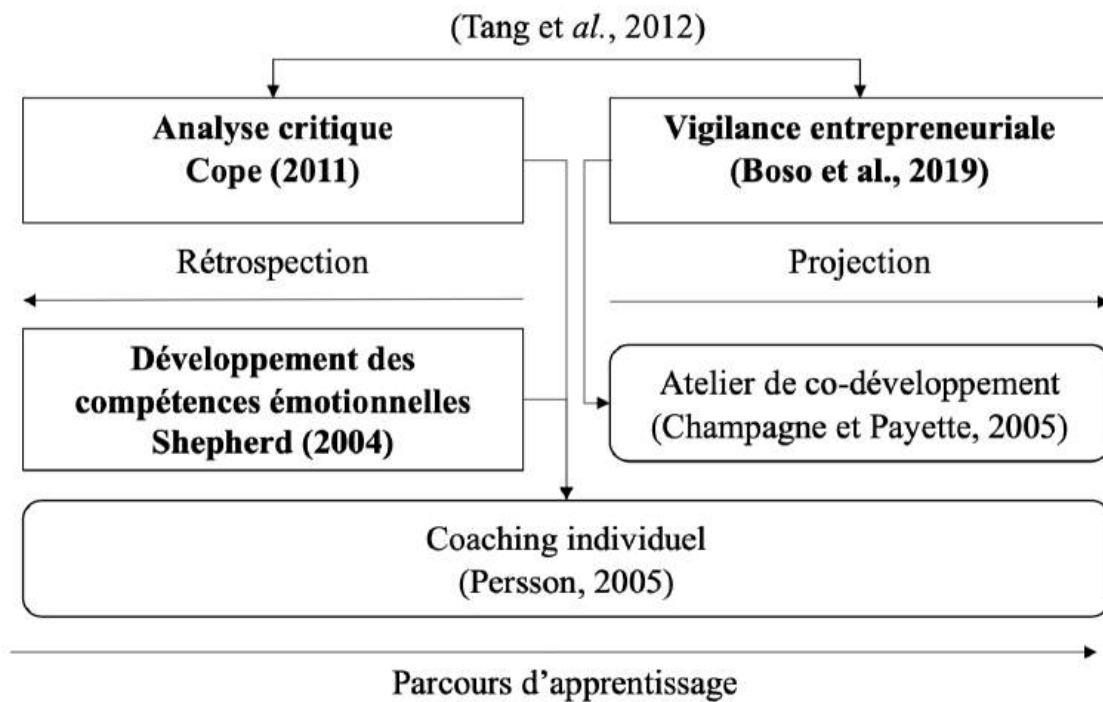 (Tang et al., 2012)
Analyse critique
Cope (2011)
Vigilance entrepreneuriale
(Boso et al., 2019)
Rétrospection
Projection
Développement des
compétences émotionnelles
Shepherd (2004)
Atelier de co-développement
(Champagne et Payette, 2005)
Coaching individuel
(Persson, 2005)
Parcours d'apprentissage